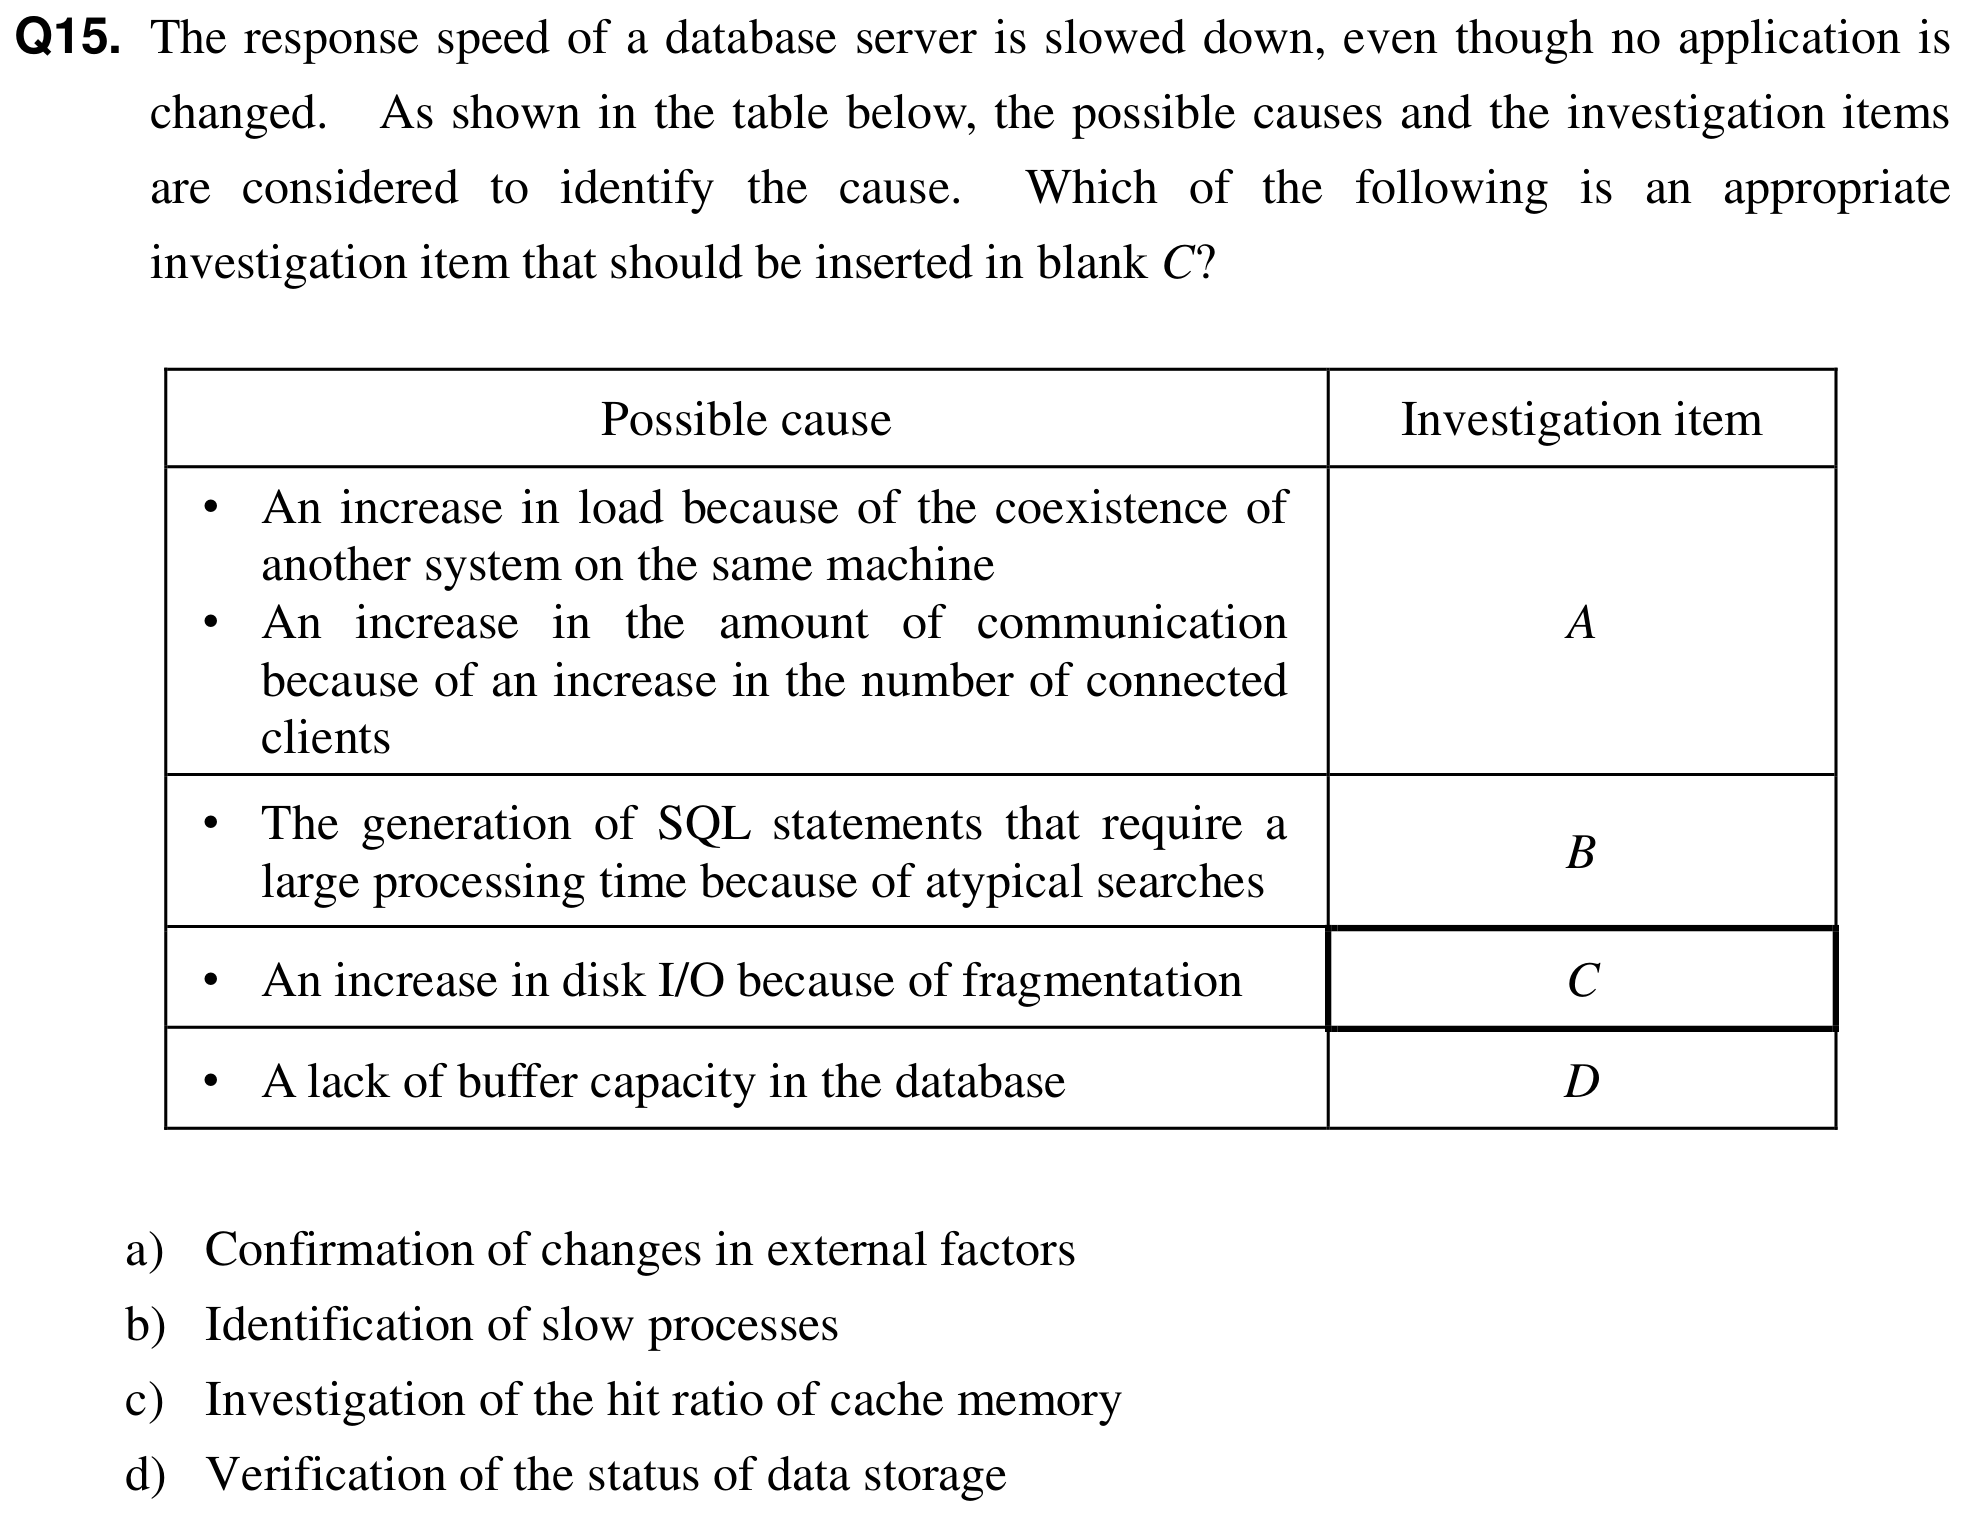 Q15. The response speed of a database server is slowed down, even though no application is
changed. As shown in the table below, the possible causes and the investigation items
are considered to identify the cause. Which of the following is an appropriate
investigation item that should be inserted in blank C?
Possible cause
Investigation item
• An increase in load because of the coexistence of
another system on the same machine
• An increase in the amount of communication
because of an increase in the number of connected
clients
A
• The generation of SQL statements that require a
large processing time because of atypical searches
B
• An increase in disk I/O because of fragmentation
C
• A lack of buffer capacity in the database
D
a) Confirmation of changes in external factors
b) Identification of slow processes
c) Investigation of the hit ratio of cache memory
d) Verification of the status of data storage